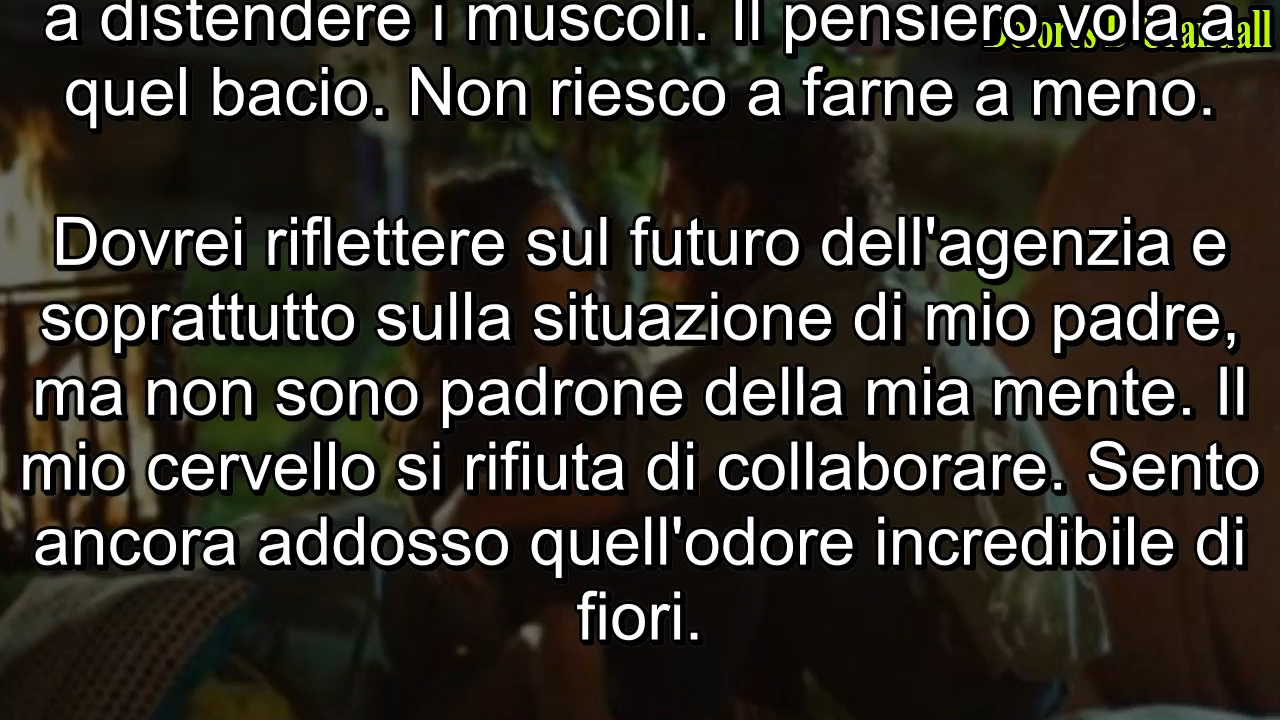 a distendere i muscoli. Il pensiero vola a
quel bacio. Non riesco a farne a meno.
Dovrei riflettere sul futuro dell'agenzia e
soprattutto sulla situazione di mio padre,
ma non sono padrone della mia mente. Il
mio cervello si rifiuta di collaborare. Sento
ancora addosso quell'odore incredibile di
fiori.